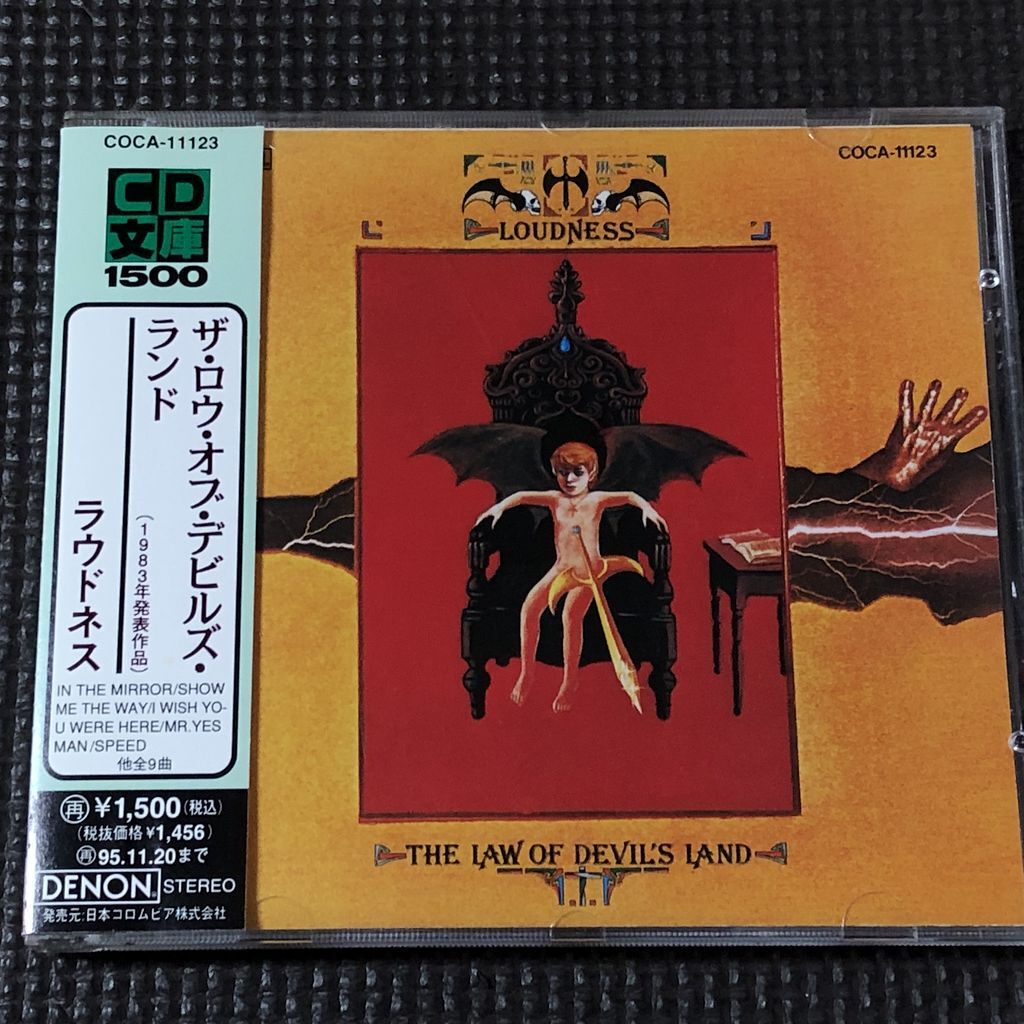 COCA-11123
CD
文庫
1500
ザ・ロウ・オブ・デビルズ・
ランド
(1983年発表作品)
ラウドネス
IN THE MIRROR/SHOW
ME THE WAY/I WISH YO-
U WERE HERE/MR.YES
MAN/SPEED
他全9曲
再 ¥1,500(税込)
(税抜価格¥1,456)
再 95.11.20まで
DENON STEREO
発売元:日本コロムビア株式会社
COCA-11123
LOUDNESS
THE LAW OF DEVIL'S LAND